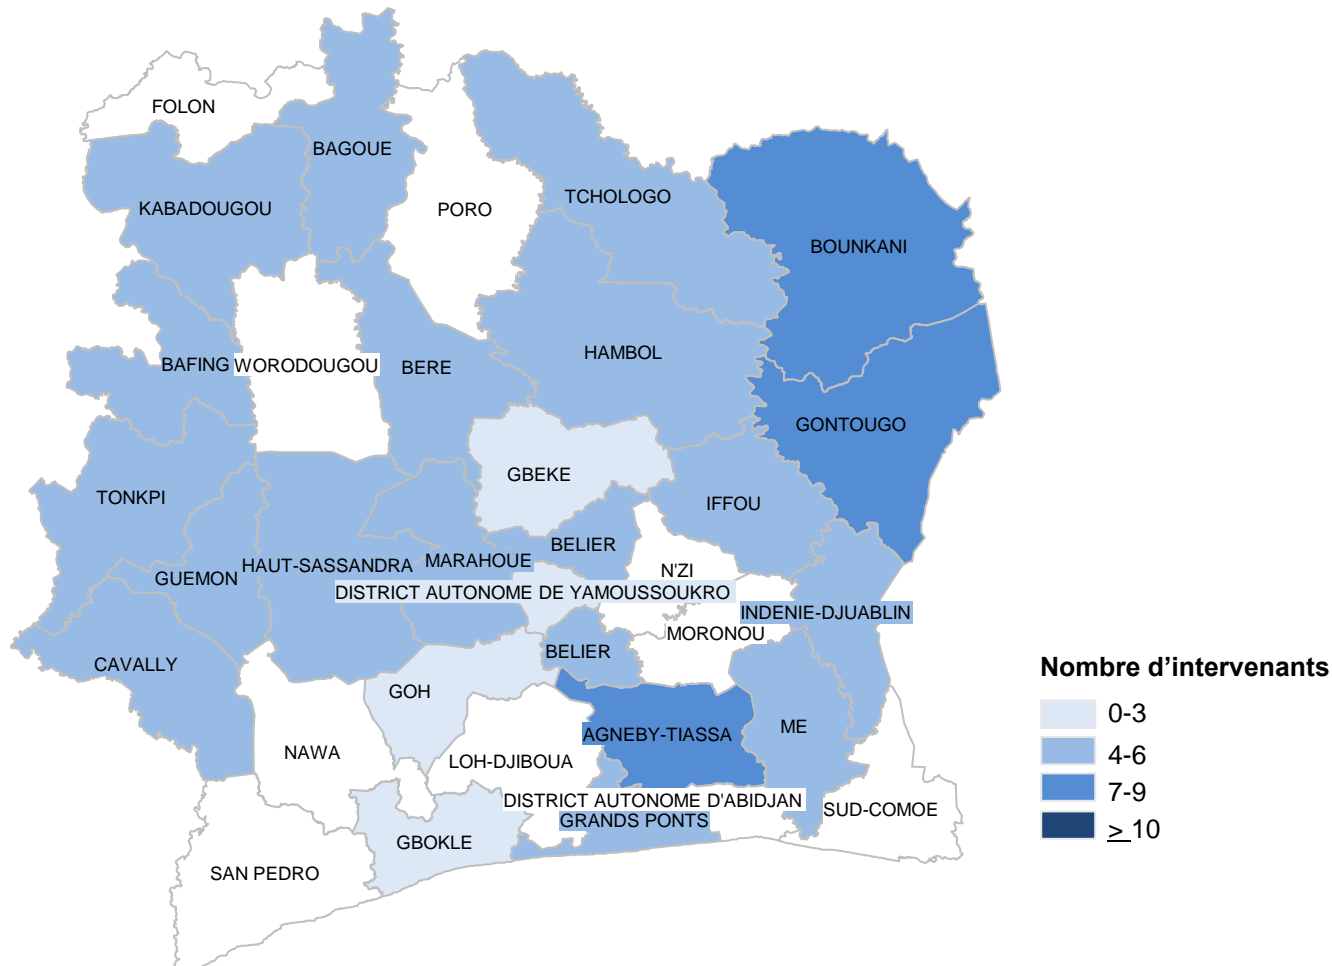 FOLON
BAGOUE
KABADOUGOU
PORO
TCHOLOGO
BOUNKANI
BAFING
WORODOUGOU
BERE
HAMBOL
GONTOUGO
GBEKE
TONKPI
IFFOU
BELIER
HAUT-SASSANDRA
MARAHOUE
GUEMON
N'ZI
DISTRICT AUTONOME DE YAMOUSSOUKRO
INDENIE-DJUABLIN
MORONOU
BELIER
CAVALLY
GOH
AGNEBY-TIASSA
ME
NAWA
LOH-DJIBOUA
DISTRICT AUTONOME D'ABIDJAN
SUD-COMOE
GRANDS PONTS
GBOKLE
SAN PEDRO
Nombre d’intervenants
0-3
4-6
7-9
> 10